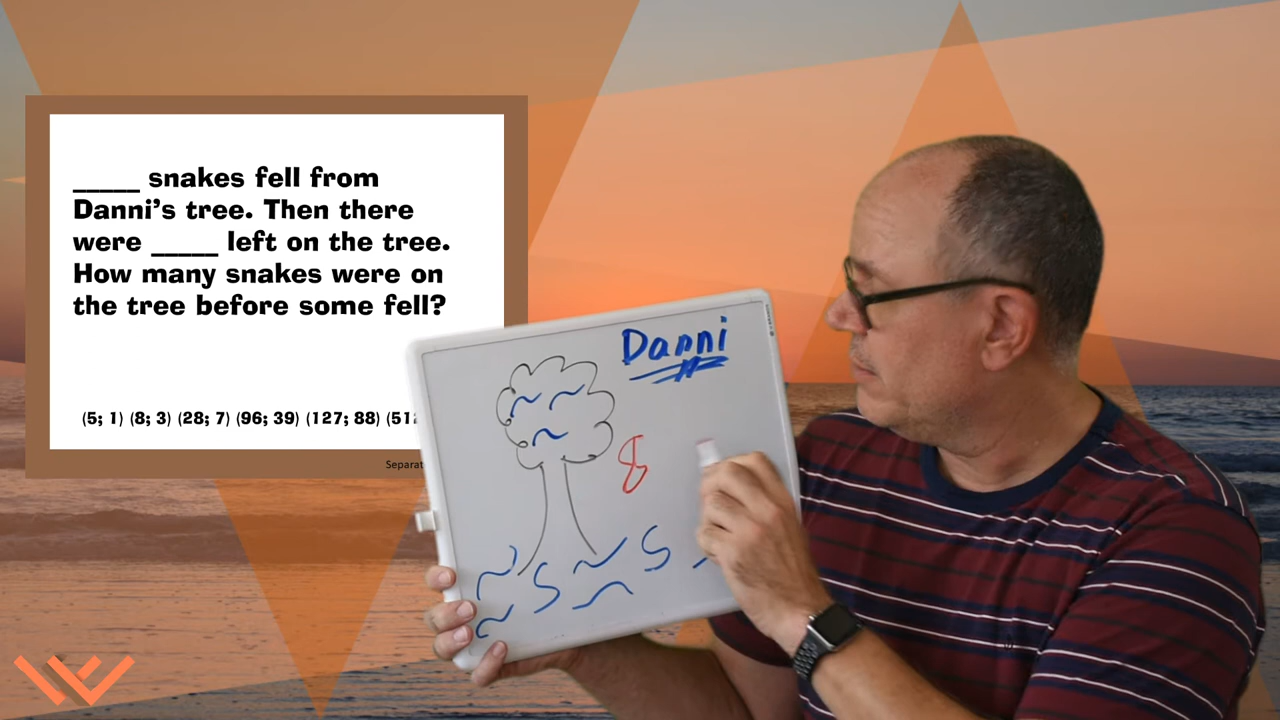 _____ snakes fell from
Danni's tree. Then there
were _____ left on the tree.
How many snakes were on
the tree before some fell?
(5; 1) (8; 3) (28; 7) (96; 39) (127; 88)
Danni
8